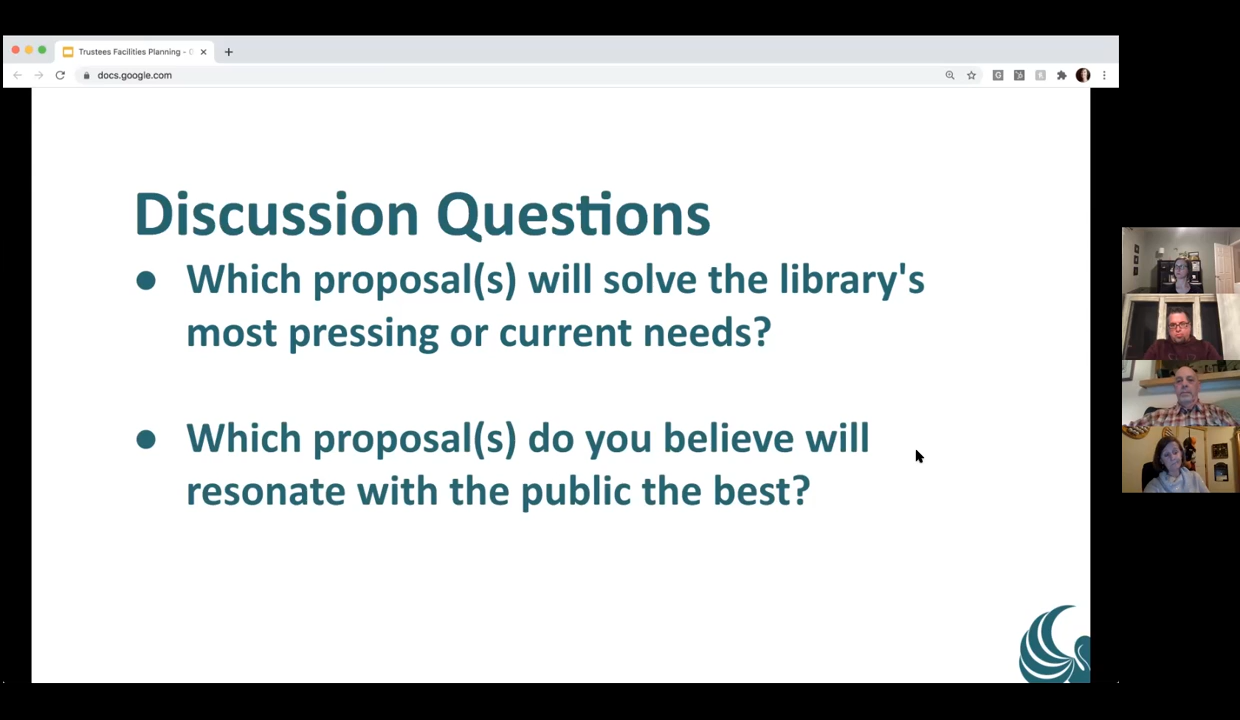 Trustees Facilities Planning -
docs.google.com
Discussion Questions
● Which proposal(s) will solve the library's
most pressing or current needs?
● Which proposal(s) do you believe will
resonate with the public the best?